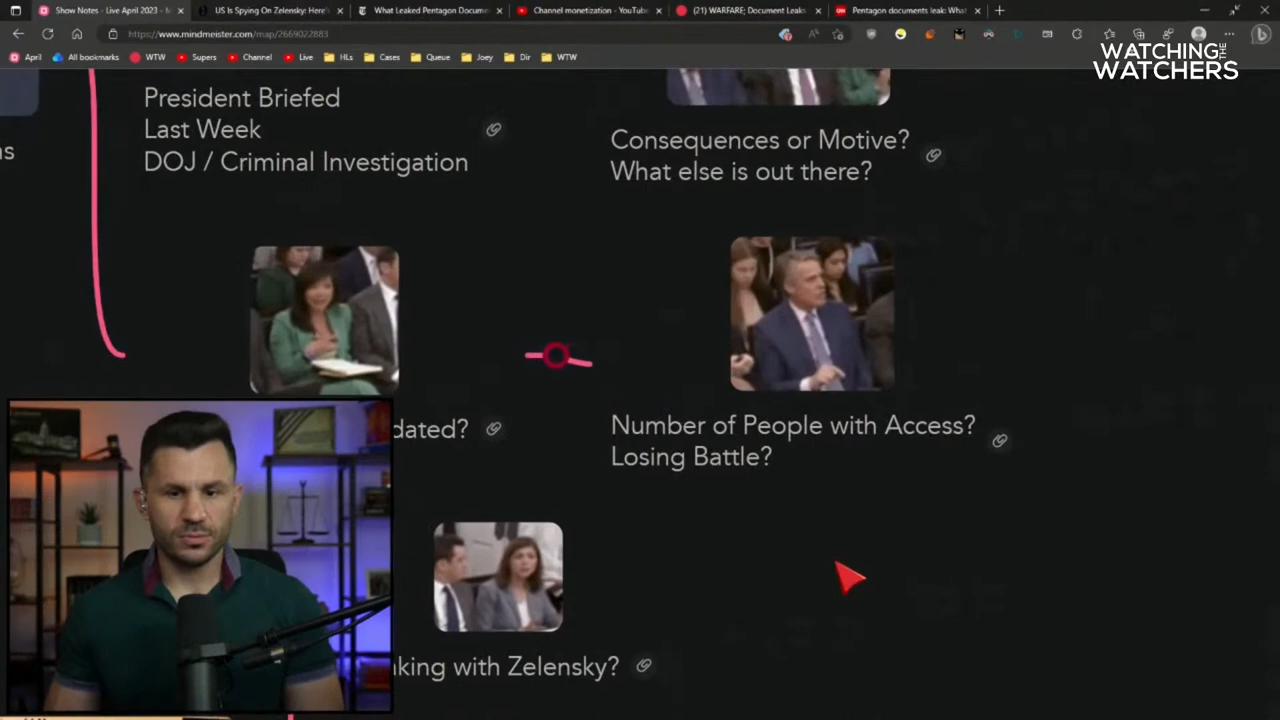 Show Notes - Live April 2023 - M
US Is Spying On Zelensky: Here'
What Leaked Pentagon Docume
Channel monetization - YouTub
(21) WARFARE; Document Leaks
Pentagon documents leak: What
https://www.mindmeister.com/map/2669022883
April
All bookmarks
WTW
Supers
Channel
Live
HLs
Cases
Queue
Joey
Dir
WTW
WATCHING THE
WATCHERS
President Briefed
Last Week
DOJ / Criminal Investigation
Consequences or Motive?
What else is out there?
dated?
Number of People with Access?
Losing Battle?
aking with Zelensky?